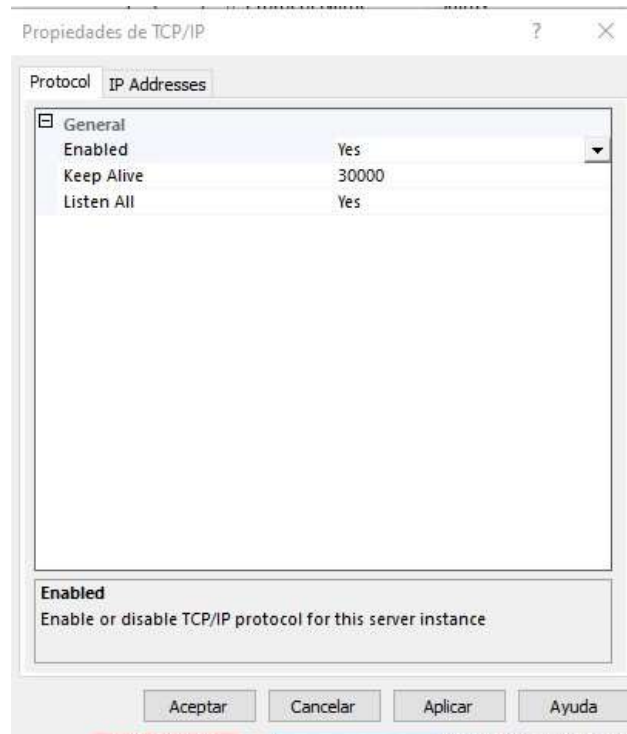 Propiedades de TCP/IP
Protocol IP Addresses
General
Enabled Yes
Keep Alive 30000
Listen All Yes
Enabled
Enable or disable TCP/IP protocol for this server instance
Aceptar Cancelar Aplicar Ayuda